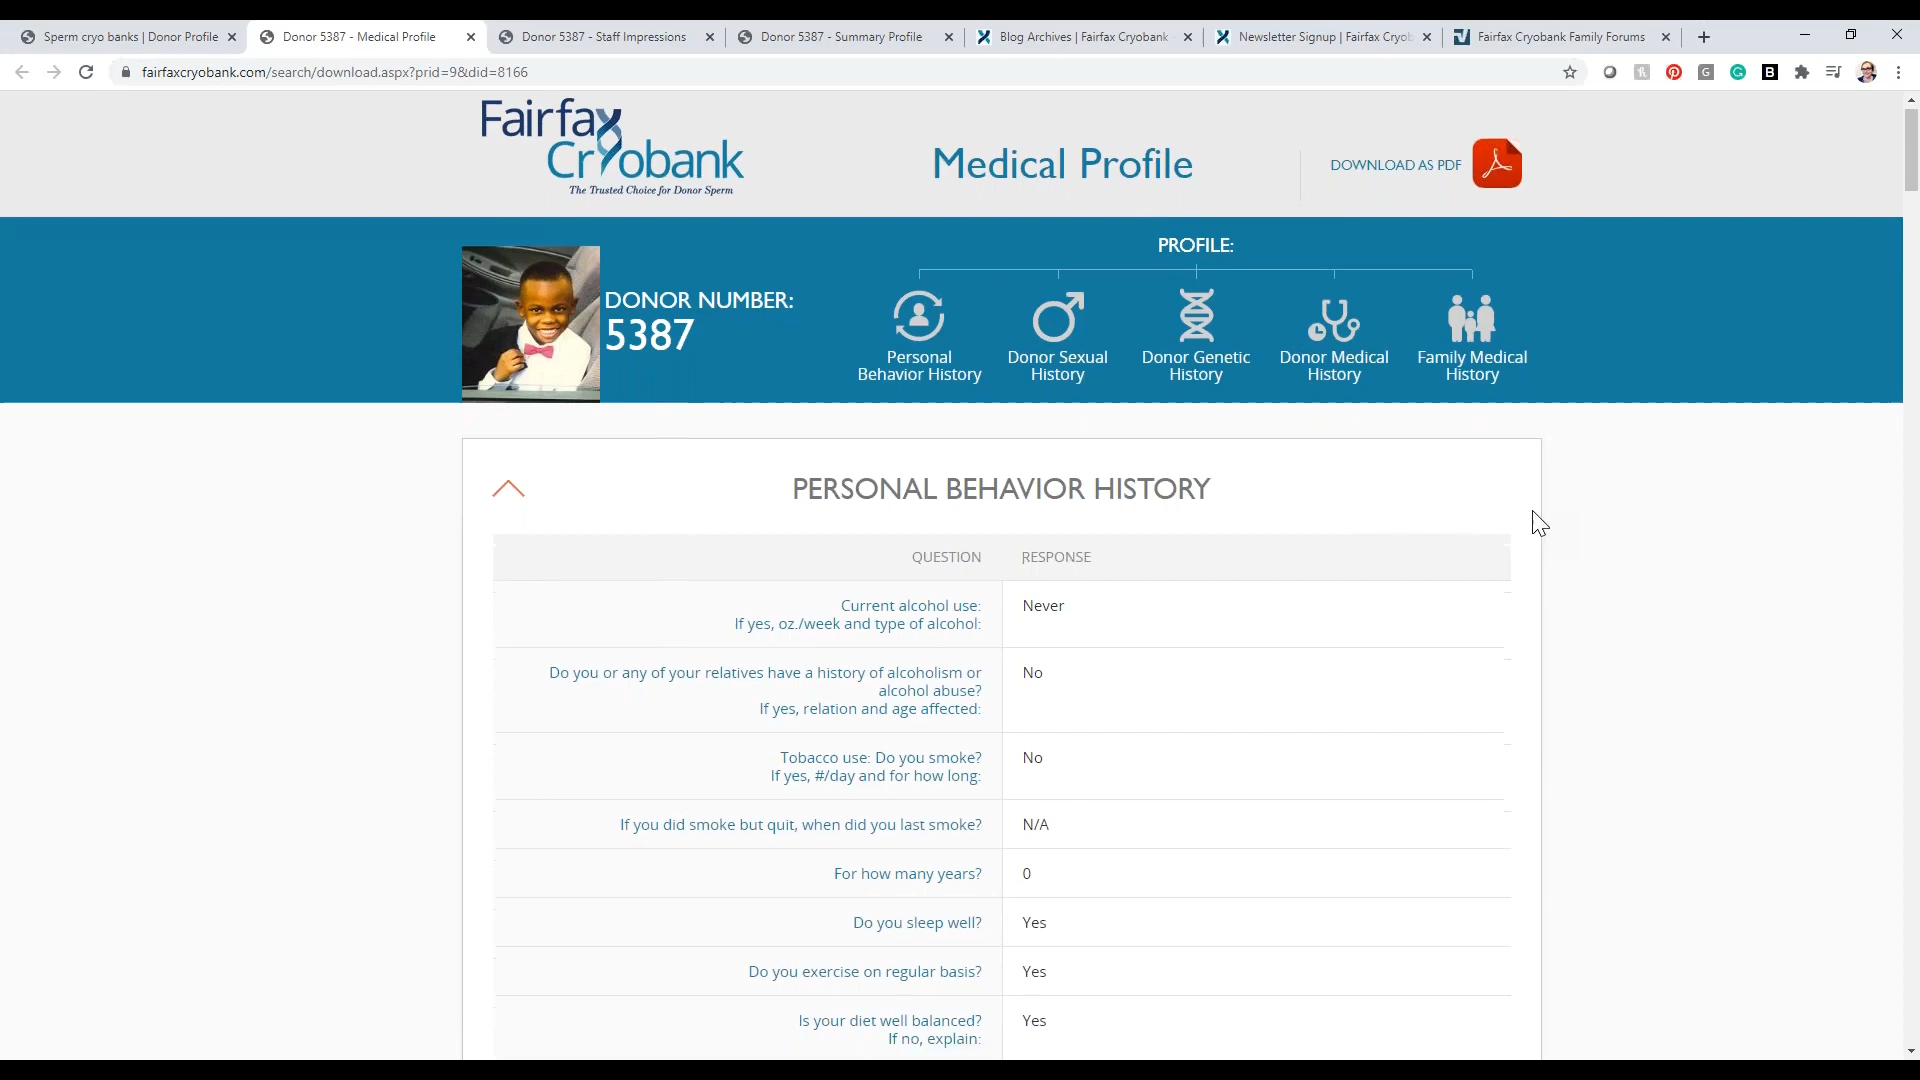 Sperm cryo banks | Donor Profile
Donor 5387 - Medical Profile
Donor 5387 - Staff Impressions
Donor 5387 - Summary Profile
Blog Archives | Fairfax Cryobank
Newsletter Signup | Fairfax Cryob
Fairfax Cryobank Family Forums
fairfaxcryobank.com/search/download.aspx?prid=9&did=8166
Fairfax
Cryobank
The Trusted Choice for Donor Sperm
Medical Profile
DOWNLOAD AS PDF
PROFILE:
DONOR NUMBER:
5387
Personal
Behavior History
Donor Sexual
History
Donor Genetic
History
Donor Medical
History
Family Medical
History
PERSONAL BEHAVIOR HISTORY
QUESTION RESPONSE
Current alcohol use: Never
If yes, oz./week and type of alcohol:
Do you or any of your relatives have a history of alcoholism or No
alcohol abuse?
If yes, relation and age affected:
Tobacco use: Do you smoke? No
If yes, #/day and for how long:
If you did smoke but quit, when did you last smoke? N/A
For how many years? 0
Do you sleep well? Yes
Do you exercise on regular basis? Yes
Is your diet well balanced? Yes
If no, explain: